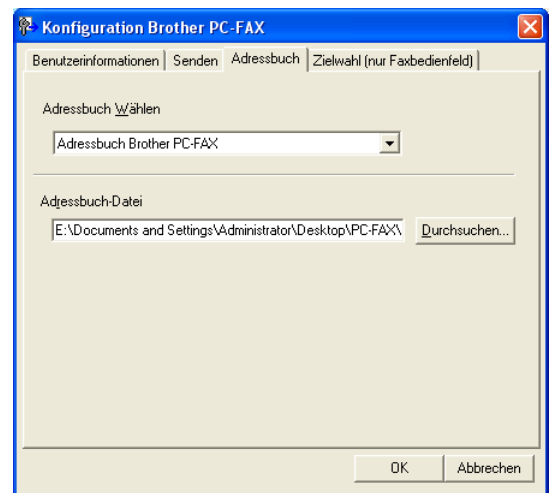 Konfiguration Brother PC-FAX
Benutzerinformationen Senden Adressbuch Zielwahl (nur Faxbedienfeld)
Adressbuch Wählen
Adressbuch Brother PC-FAX
Adressbuch-Datei
E:\Documents and Settings\Administrator\Desktop\PC-FAX\ Durchsuchen...
OK Abbrechen